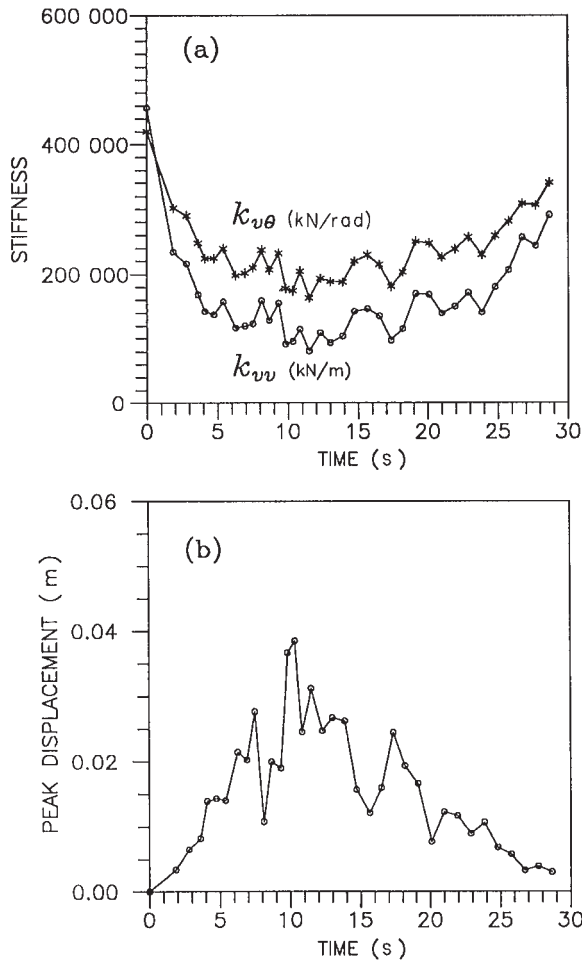 600 000
(a)
400 000
STIFFNESS
k_{vθ} (kN/rad)
200 000
k_{vv} (kN/m)
0
0 5 10 15 20 25 30
TIME (s)
0.06
(b)
0.04
PEAK DISPLACEMENT (m)
0.02
0.00
0 5 10 15 20 25 30
TIME (s)